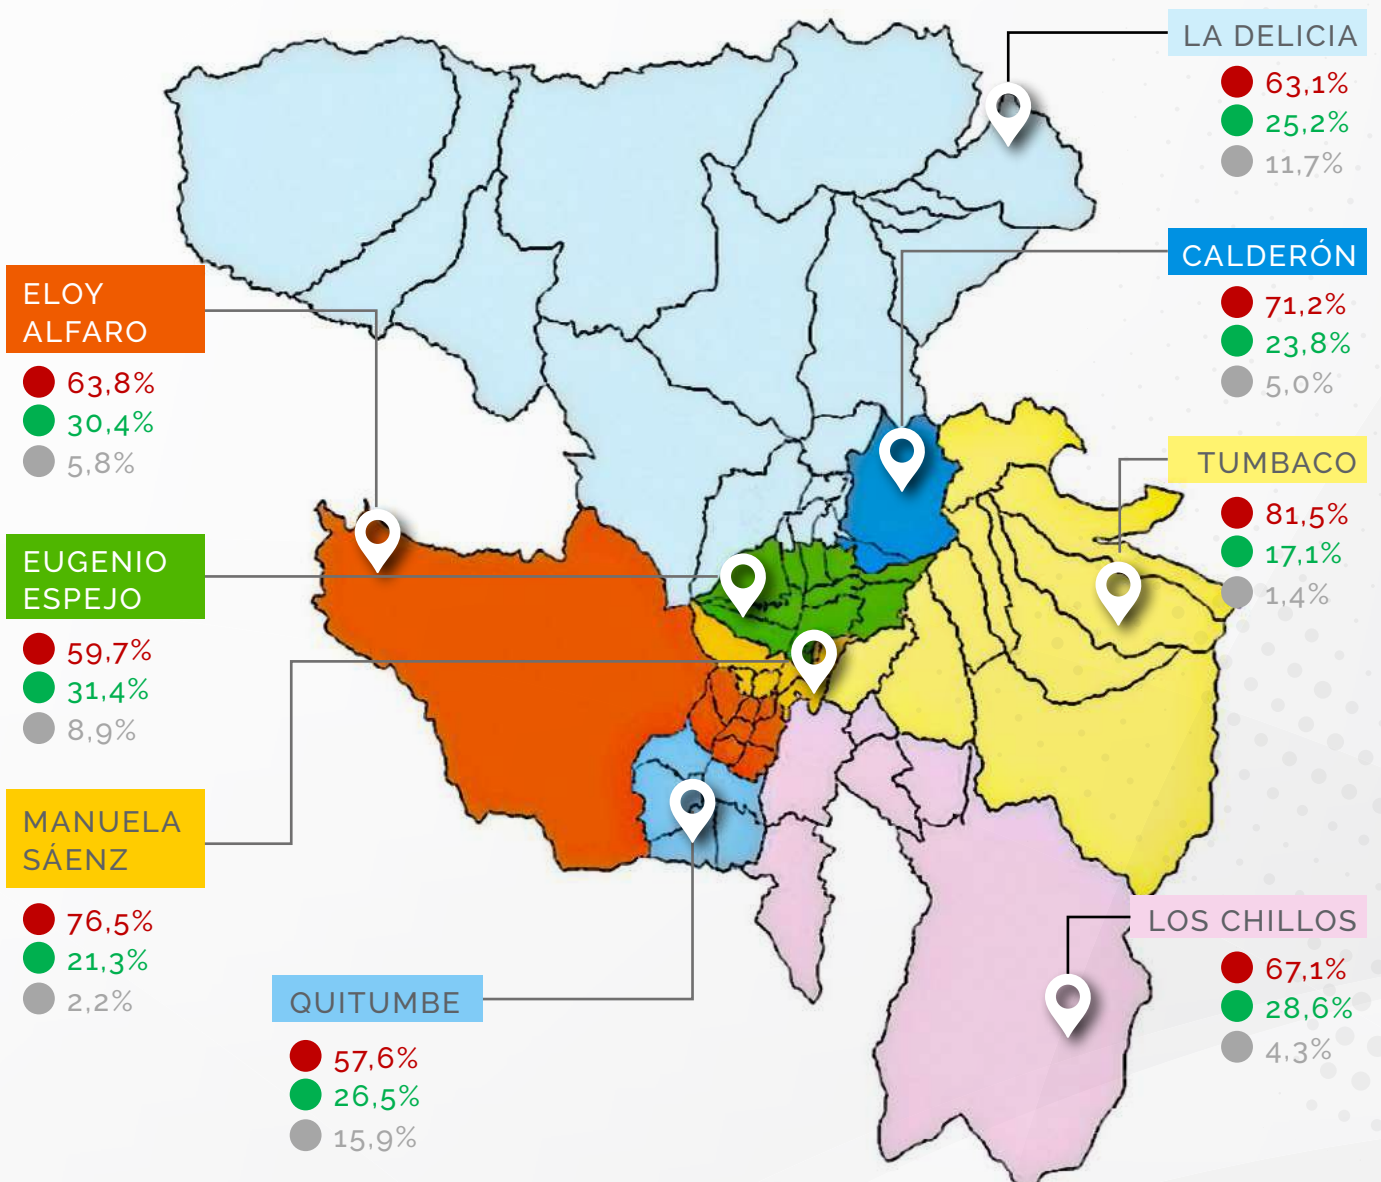 LA DELICIA
63,1%
25,2%
11,7%
CALDERÓN
71,2%
23,8%
5,0%
ELOY
ALFARO
63,8%
30,4%
5,8%
TUMBACO
81,5%
17,1%
1,4%
EUGENIO
ESPEJO
59,7%
31,4%
8,9%
MANUELA
SÁENZ
76,5%
21,3%
2,2%
LOS CHILLOS
67,1%
28,6%
4,3%
QUITUMBE
57,6%
26,5%
15,9%